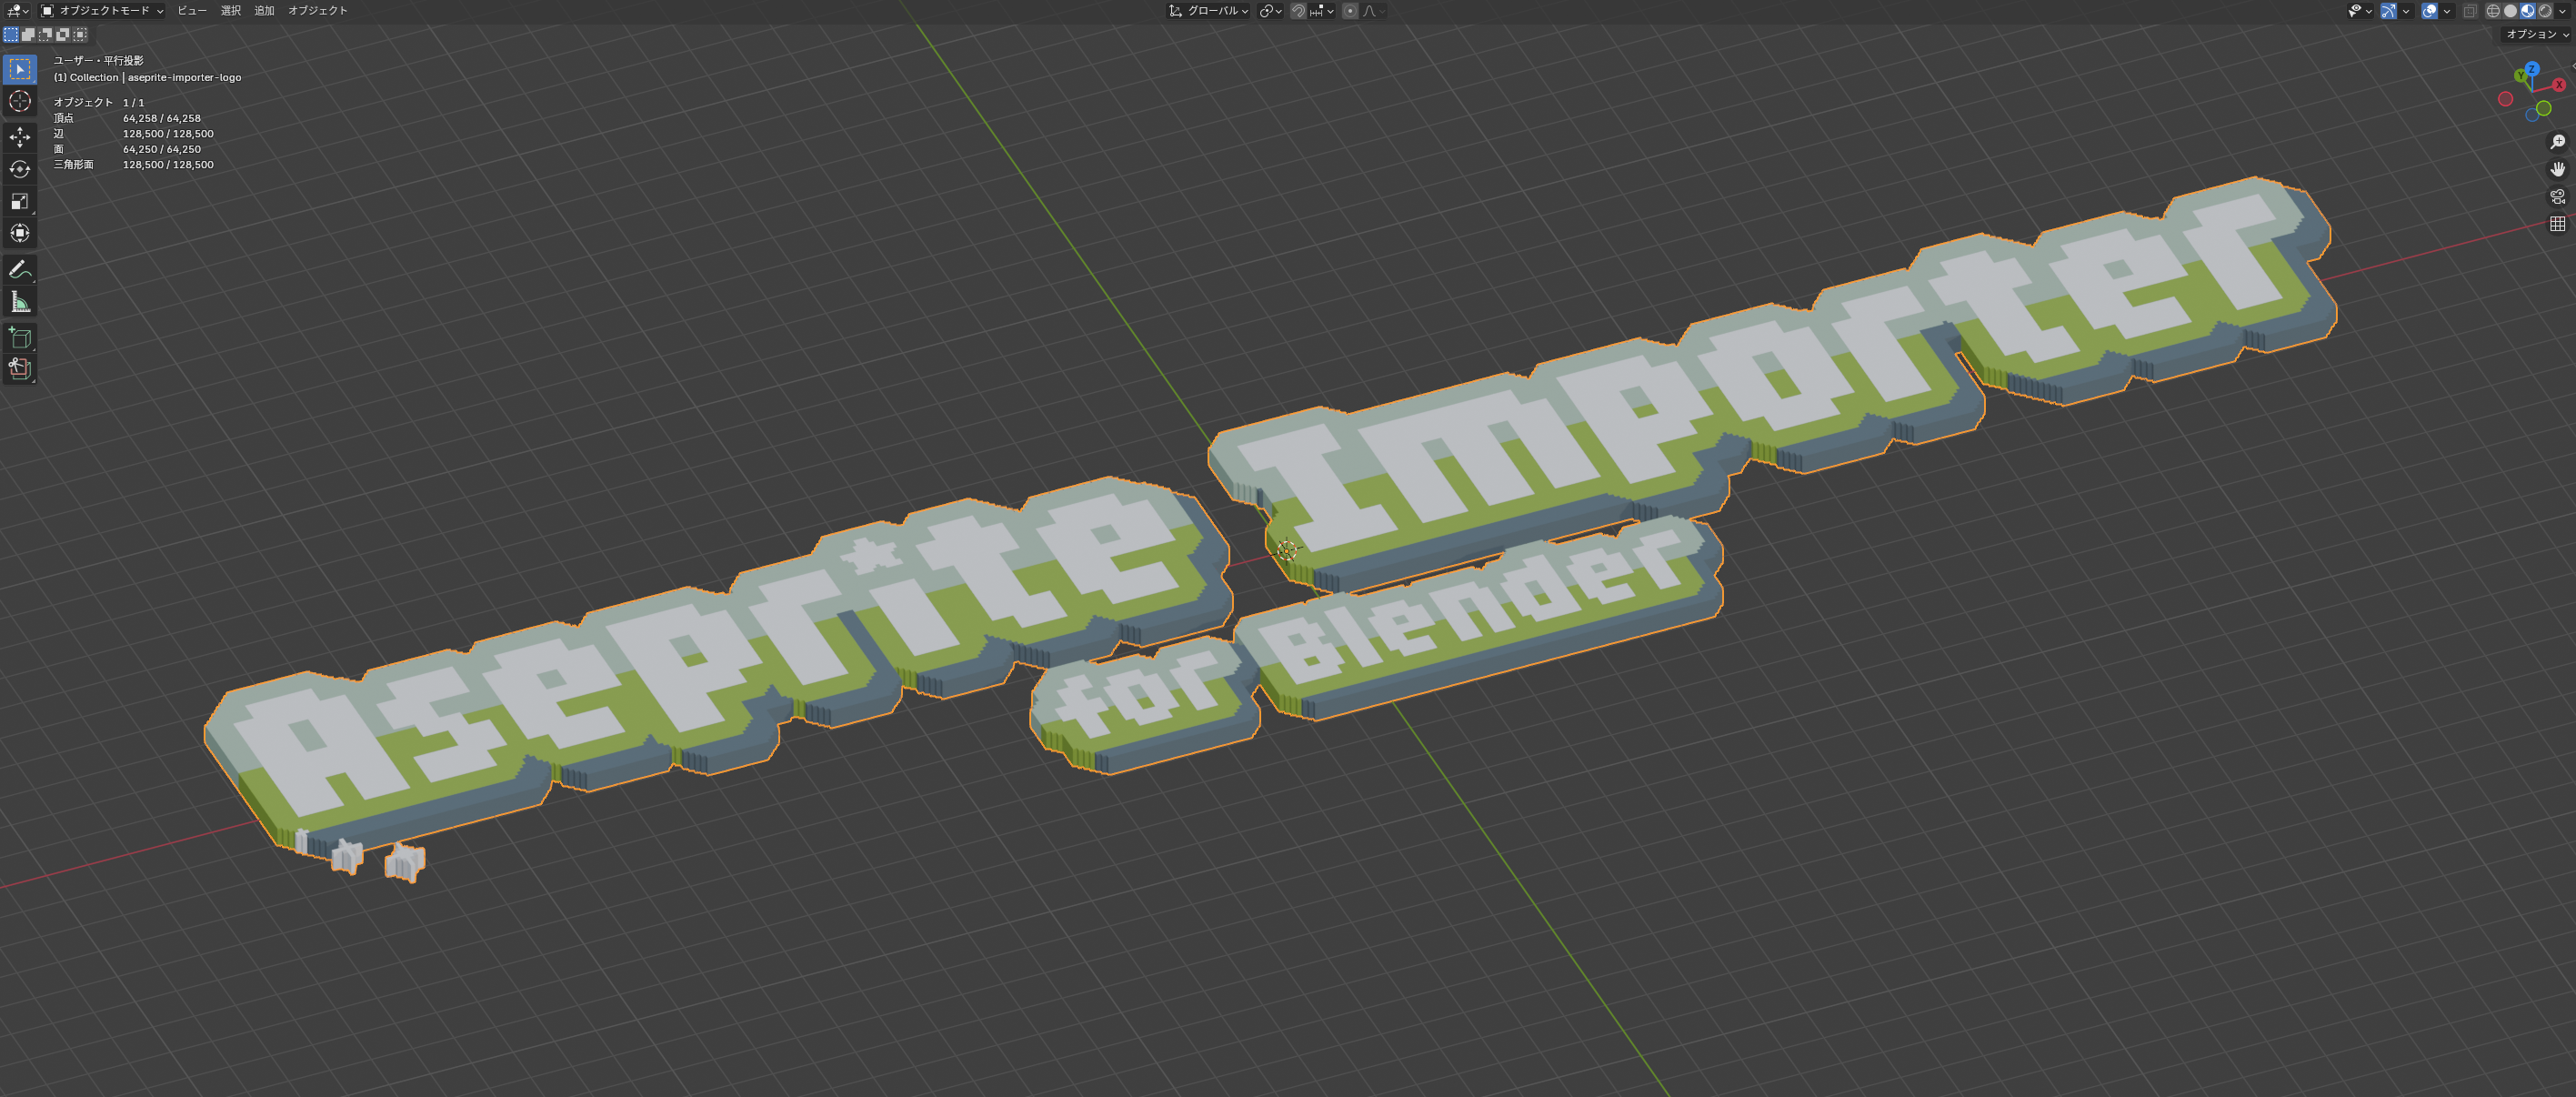 オブジェクトモード ビュー 選択 追加 オブジェクト グローバル
オプション
ユーザー・平行投影
(1) Collection | aseprite-importer-logo
オブジェクト 1 / 1
頂点 64,258 / 64,258
辺 128,500 / 128,500
面 64,250 / 64,250
三角形面 128,500 / 128,500
Z
Y
X
Aseprite Importer
for Blender